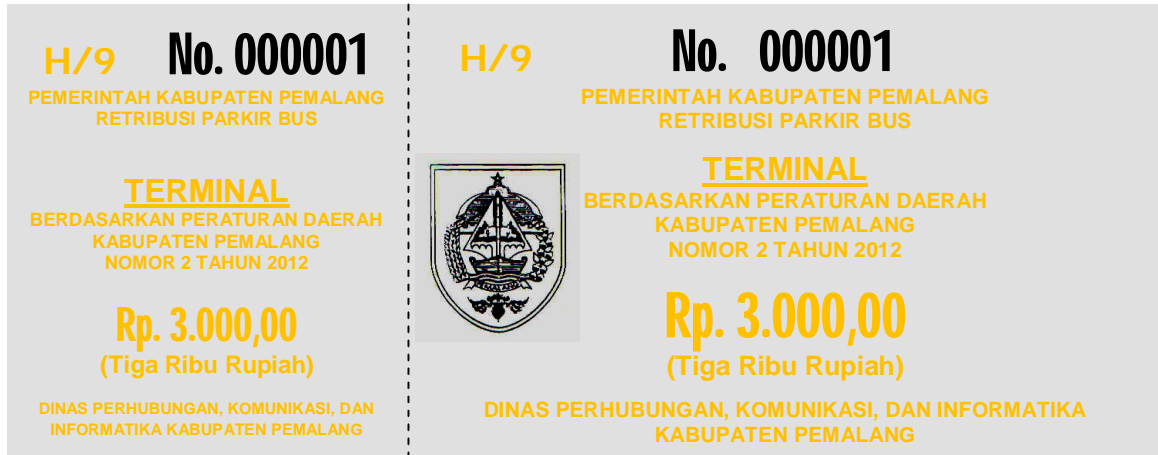 H/9 No. 000001
PEMERINTAH KABUPATEN PEMALANG
RETRIBUSI PARKIR BUS
TERMINAL
BERDASARKAN PERATURAN DAERAH
KABUPATEN PEMALANG
NOMOR 2 TAHUN 2012
Rp. 3.000,00
(Tiga Ribu Rupiah)
DINAS PERHUBUNGAN, KOMUNIKASI, DAN
INFORMATIKA KABUPATEN PEMALANG
H/9 No. 000001
PEMERINTAH KABUPATEN PEMALANG
RETRIBUSI PARKIR BUS
TERMINAL
BERDASARKAN PERATURAN DAERAH
KABUPATEN PEMALANG
NOMOR 2 TAHUN 2012
PEMALANG
Rp. 3.000,00
(Tiga Ribu Rupiah)
DINAS PERHUBUNGAN, KOMUNIKASI, DAN INFORMATIKA
KABUPATEN PEMALANG